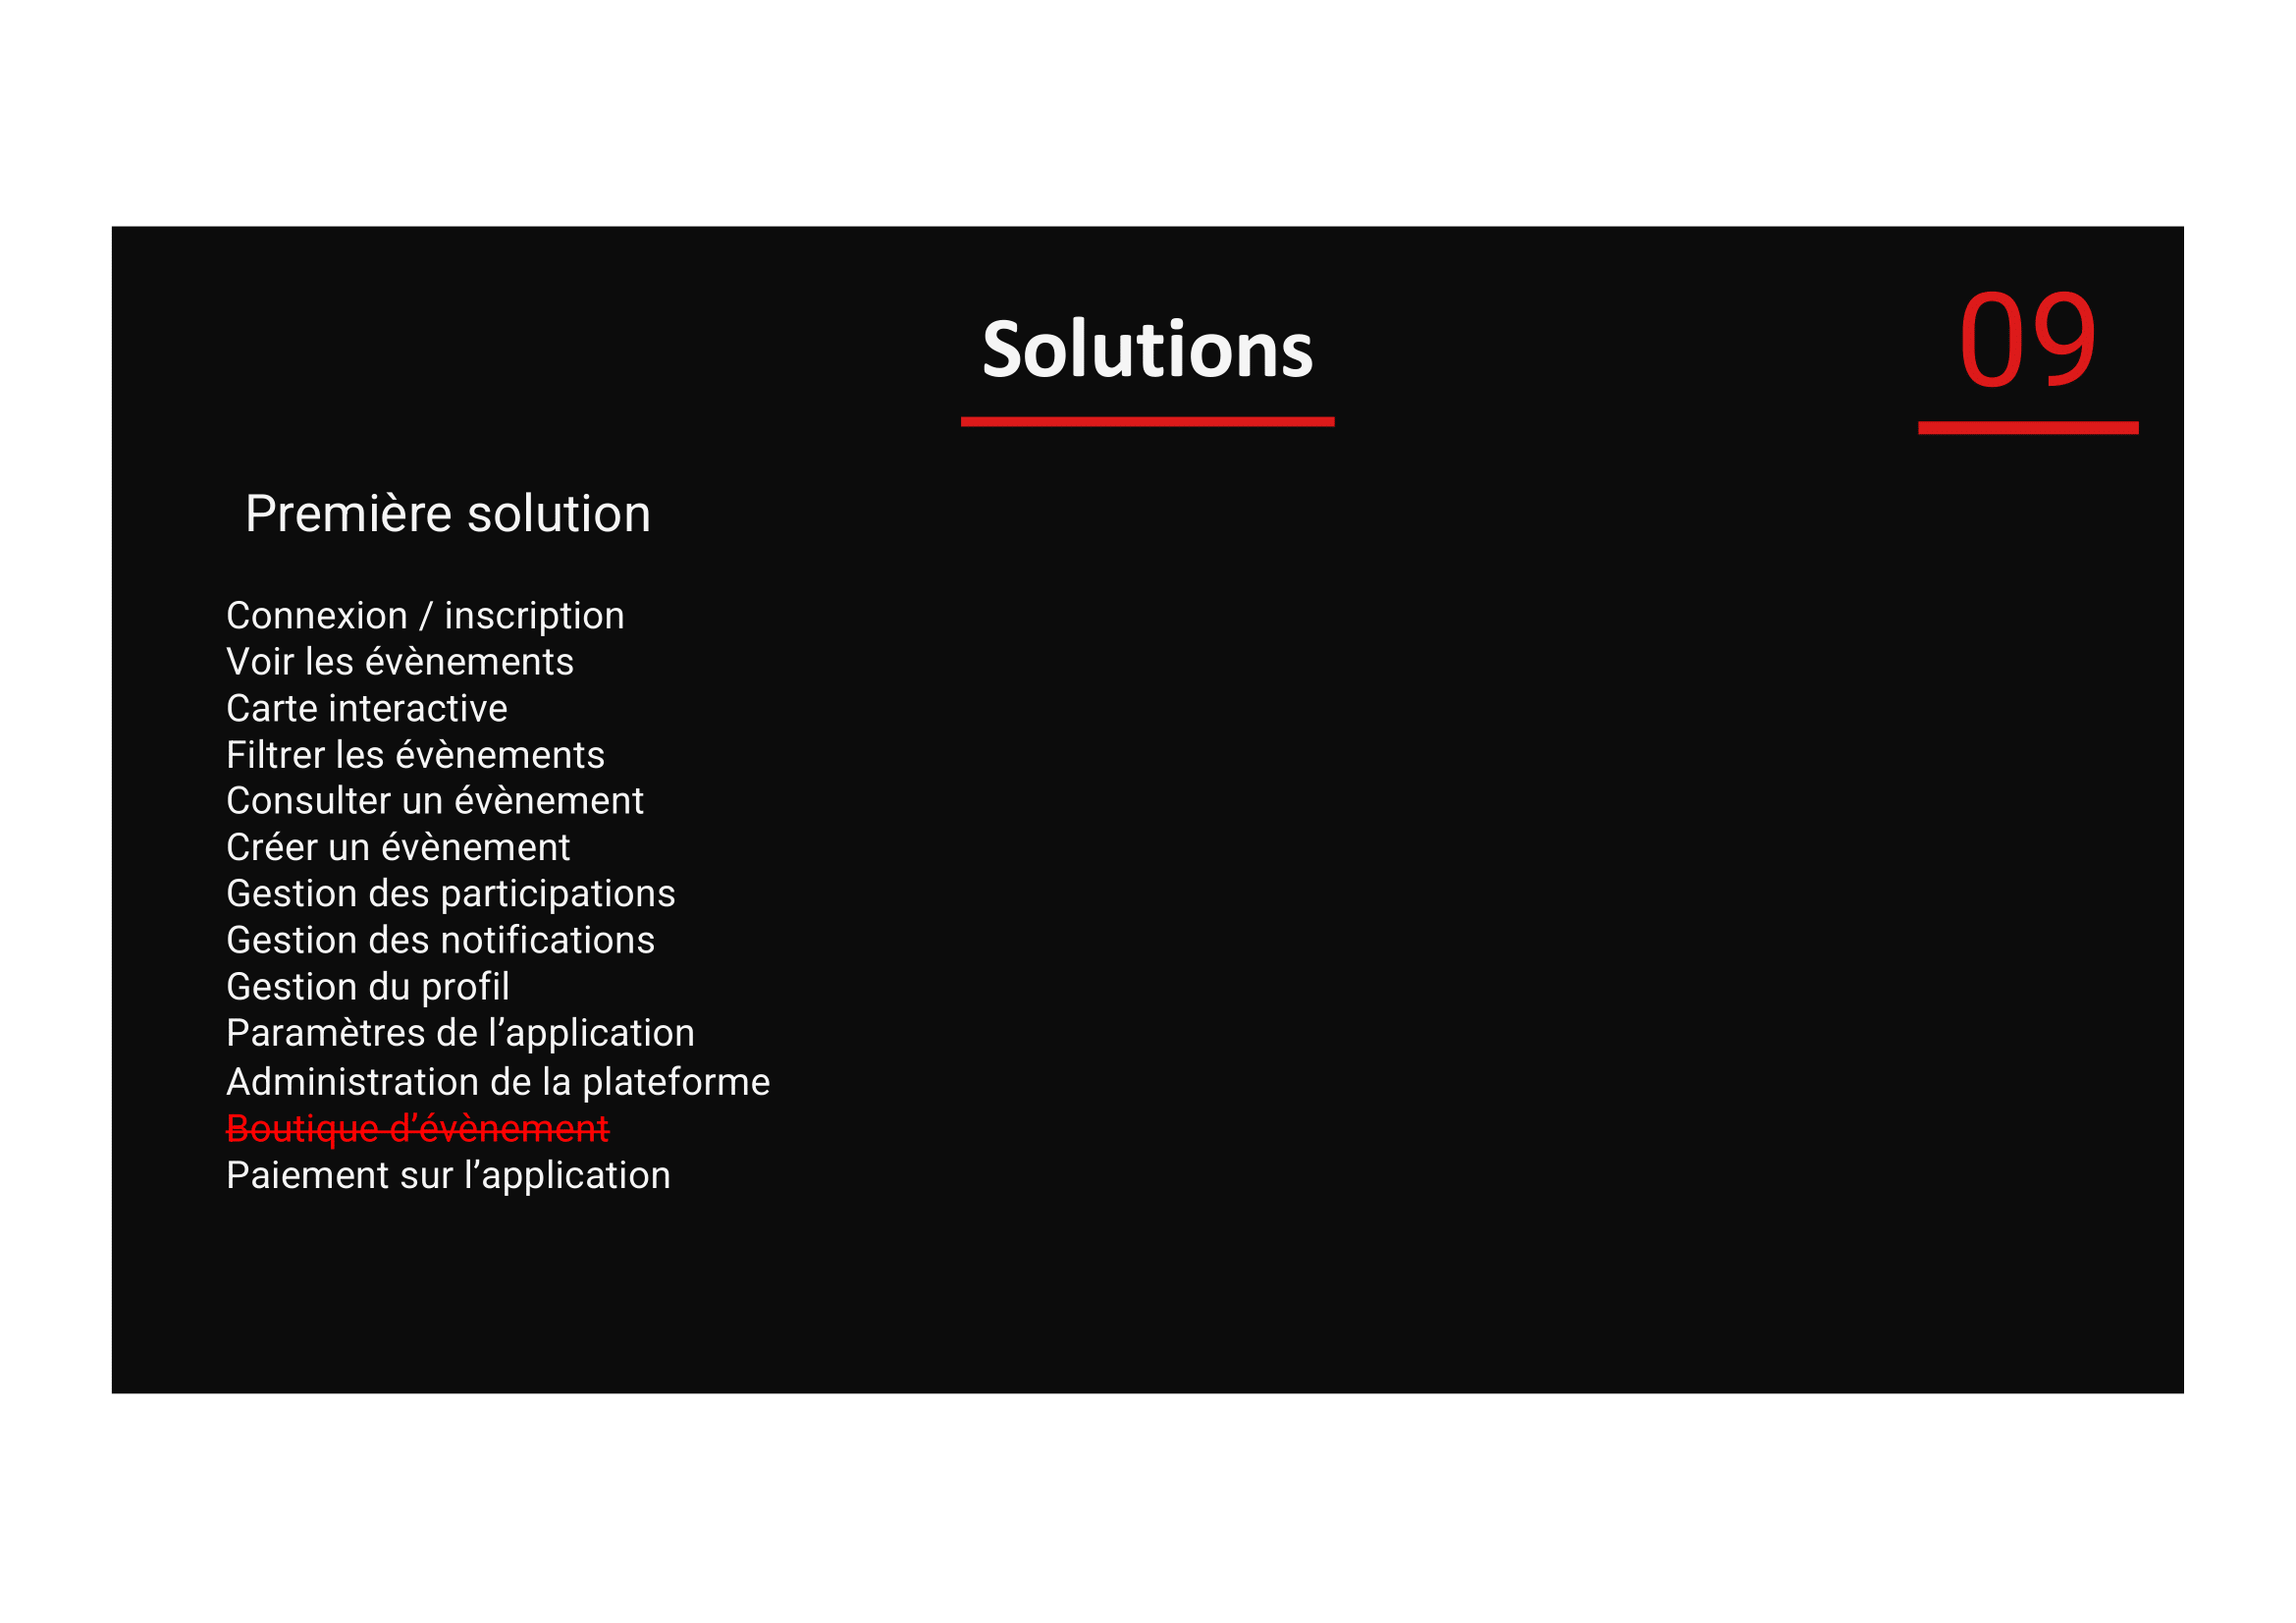 Solutions
09
Première solution
Connexion / inscription
Voir les évènements
Carte interactive
Filtrer les évènements
Consulter un évènement
Créer un évènement
Gestion des participations
Gestion des notifications
Gestion du profil
Paramètres de l’application
Administration de la plateforme
Boutique d’évènement
Paiement sur l’application